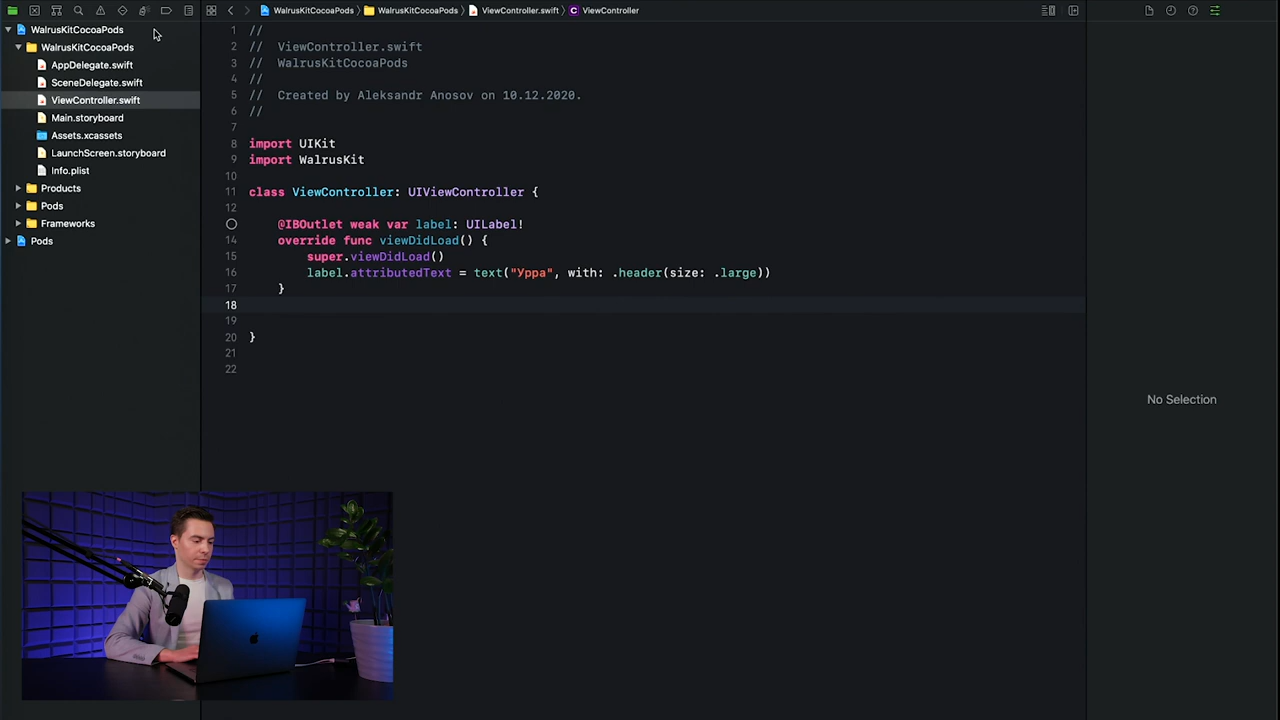 WalrusKitCocoaPods > WalrusKitCocoaPods > ViewController.swift > C ViewController
WalrusKitCocoaPods
WalrusKitCocoaPods
AppDelegate.swift
SceneDelegate.swift
ViewController.swift
Main.storyboard
Assets.xcassets
LaunchScreen.storyboard
Info.plist
Products
Pods
Frameworks
Pods
1 //
2 //  ViewController.swift
3 //  WalrusKitCocoaPods
4 //
5 //  Created by Aleksandr Anosov on 10.12.2020.
6 //
7
8 import UIKit
9 import WalrusKit
10
11 class ViewController: UIViewController {
12
@IBOutlet weak var label: UILabel!
14 override func viewDidLoad() {
15 super.viewDidLoad()
16 label.attributedText = text("Урра", with: .header(size: .large))
17 }
18
19
20 }
21
22
No Selection